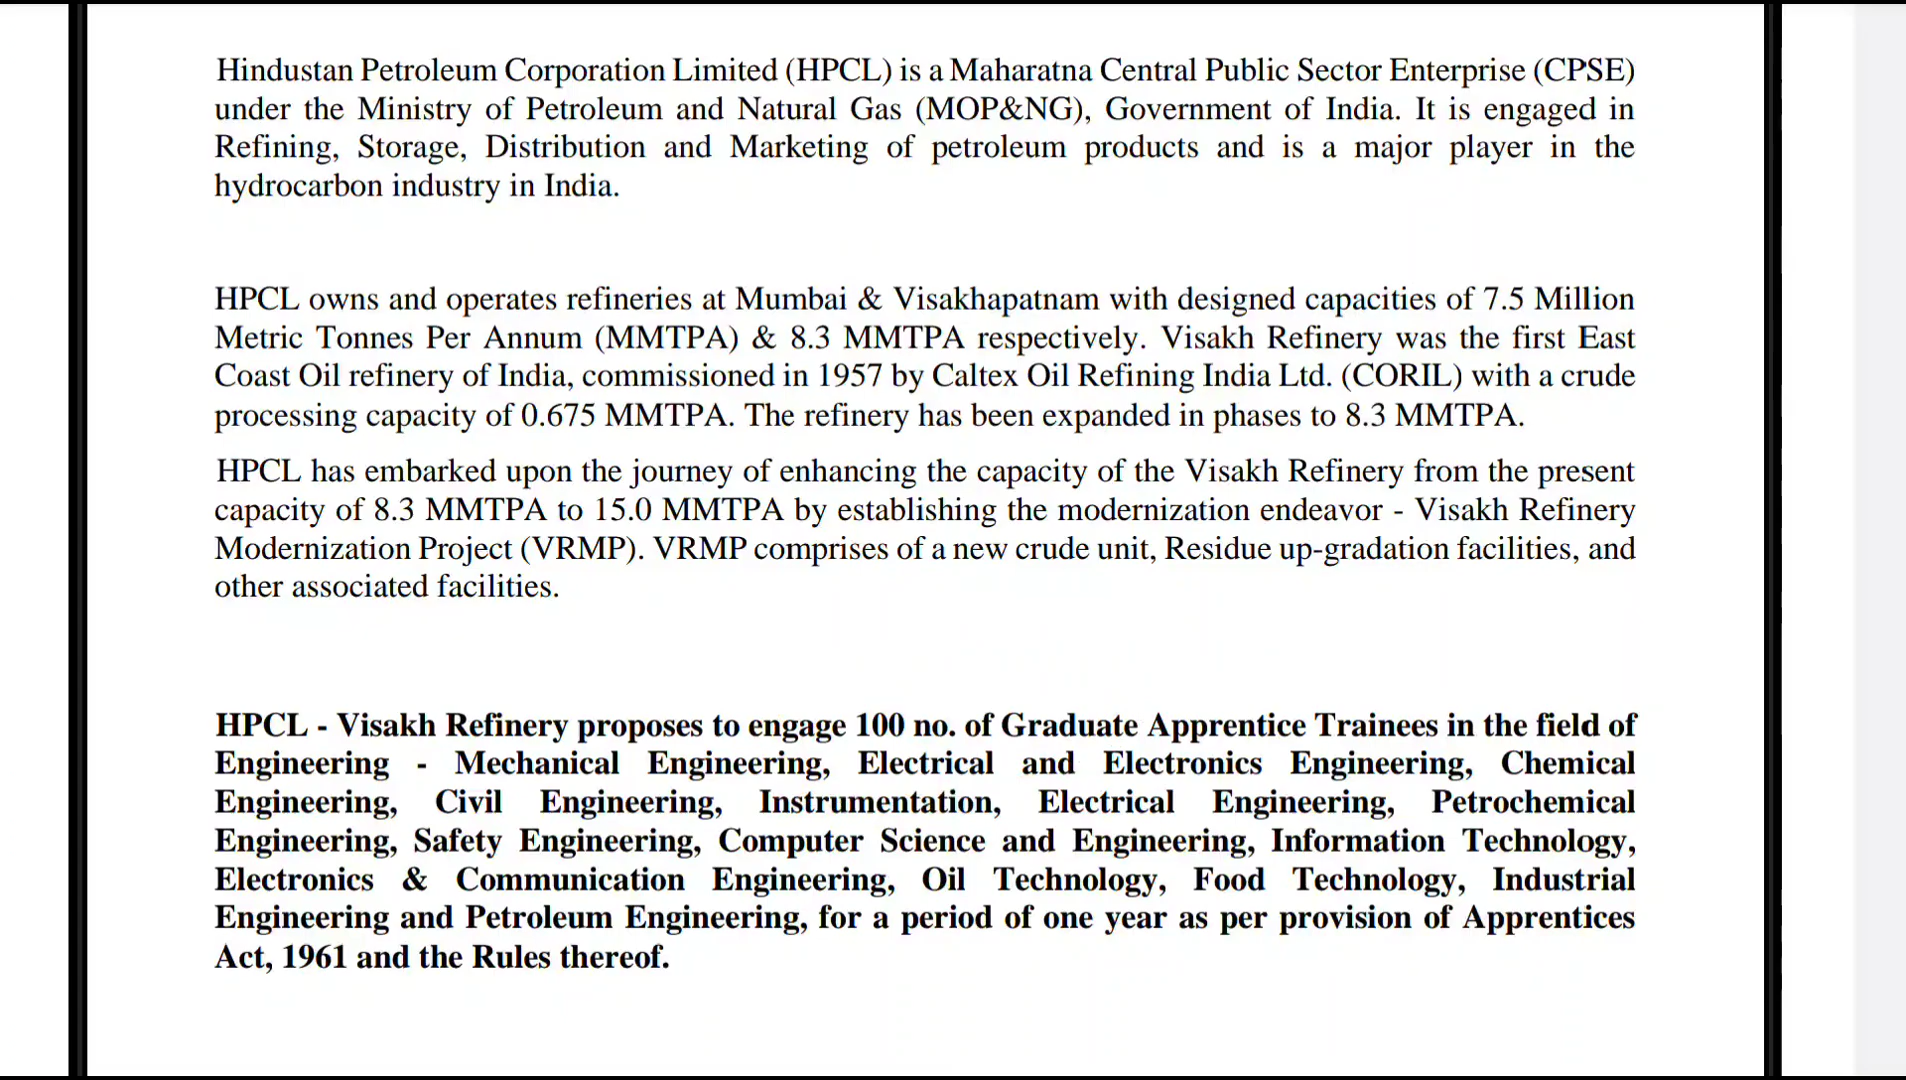 Hindustan Petroleum Corporation Limited (HPCL) is a Maharatna Central Public Sector Enterprise (CPSE)
under the Ministry of Petroleum and Natural Gas (MOP&NG), Government of India. It is engaged in
Refining, Storage, Distribution and Marketing of petroleum products and is a major player in the
hydrocarbon industry in India.
HPCL owns and operates refineries at Mumbai & Visakhapatnam with designed capacities of 7.5 Million
Metric Tonnes Per Annum (MMTPA) & 8.3 MMTPA respectively. Visakh Refinery was the first East
Coast Oil refinery of India, commissioned in 1957 by Caltex Oil Refining India Ltd. (CORIL) with a crude
processing capacity of 0.675 MMTPA. The refinery has been expanded in phases to 8.3 MMTPA.
HPCL has embarked upon the journey of enhancing the capacity of the Visakh Refinery from the present
capacity of 8.3 MMTPA to 15.0 MMTPA by establishing the modernization endeavor - Visakh Refinery
Modernization Project (VRMP). VRMP comprises of a new crude unit, Residue up-gradation facilities, and
other associated facilities.
HPCL - Visakh Refinery proposes to engage 100 no. of Graduate Apprentice Trainees in the field of
Engineering - Mechanical Engineering, Electrical and Electronics Engineering, Chemical
Engineering, Civil Engineering, Instrumentation, Electrical Engineering, Petrochemical
Engineering, Safety Engineering, Computer Science and Engineering, Information Technology,
Electronics & Communication Engineering, Oil Technology, Food Technology, Industrial
Engineering and Petroleum Engineering, for a period of one year as per provision of Apprentices
Act, 1961 and the Rules thereof.